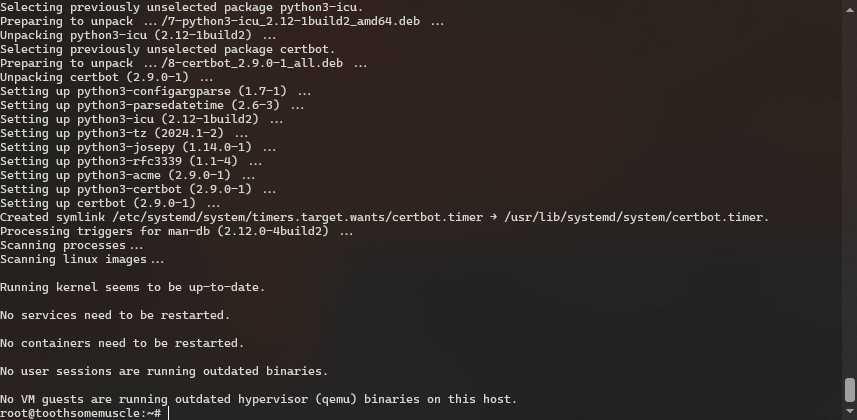 Selecting previously unselected package python3-icu.
Preparing to unpack .../7-python3-icu_2.12-1build2_amd64.deb ...
Unpacking python3-icu (2.12-1build2) ...
Selecting previously unselected package certbot.
Preparing to unpack .../8-certbot_2.9.0-1_all.deb ...
Unpacking certbot (2.9.0-1) ...
Setting up python3-configargparse (1.7-1) ...
Setting up python3-parsedatetime (2.6-3) ...
Setting up python3-icu (2.12-1build2) ...
Setting up python3-tz (2024.1-2) ...
Setting up python3-josepy (1.14.0-1) ...
Setting up python3-rfc3339 (1.1-4) ...
Setting up python3-acme (2.9.0-1) ...
Setting up python3-certbot (2.9.0-1) ...
Setting up certbot (2.9.0-1) ...
Created symlink /etc/systemd/system/timers.target.wants/certbot.timer → /usr/lib/systemd/system/certbot.timer.
Processing triggers for man-db (2.12.0-4build2) ...
Scanning processes...
Scanning linux images...
Running kernel seems to be up-to-date.
No services need to be restarted.
No containers need to be restarted.
No user sessions are running outdated binaries.
No VM guests are running outdated hypervisor (qemu) binaries on this host.
root@toothsomemuscle:~#